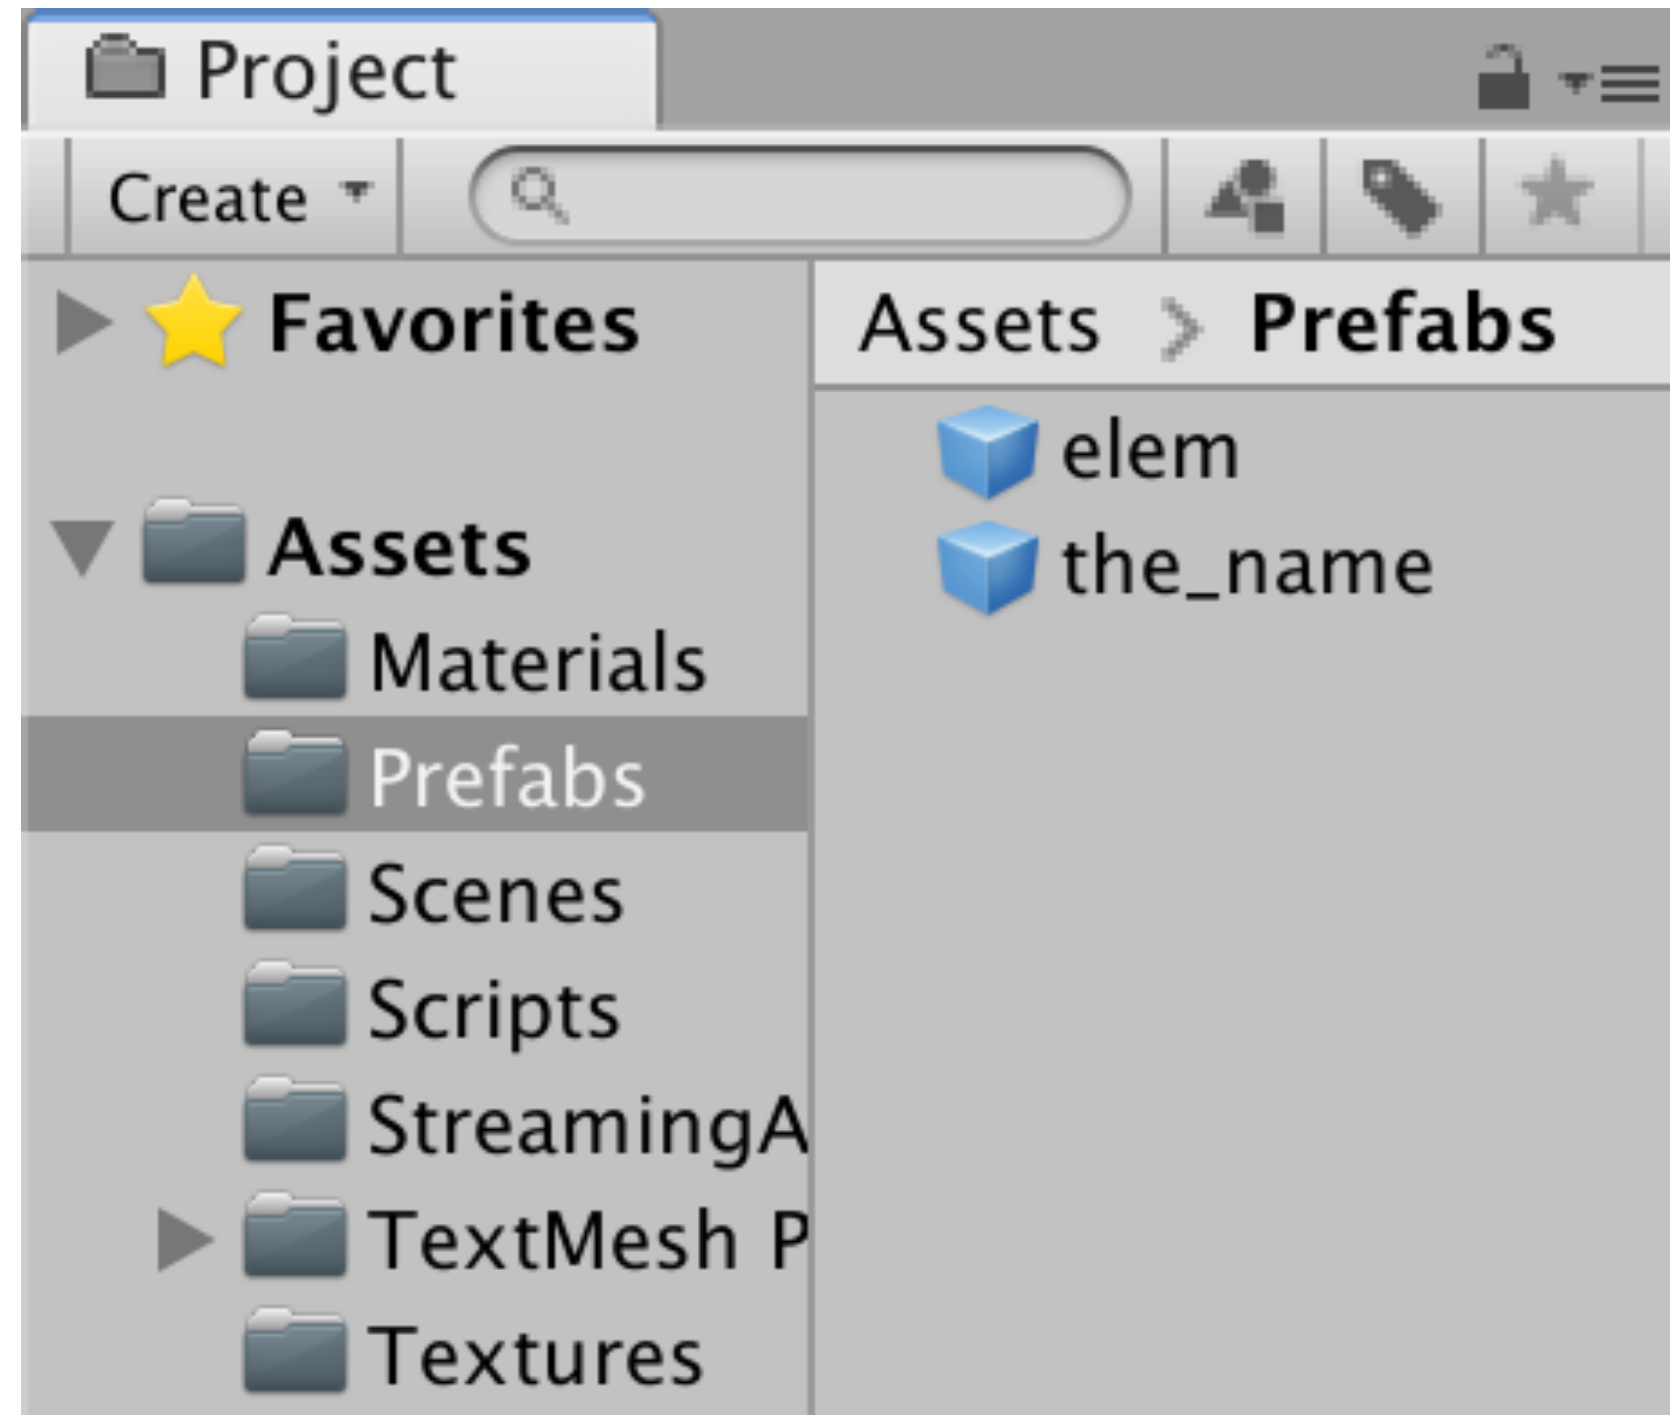 Project
Create
Favorites
Assets
Materials
Prefabs
Scenes
Scripts
StreamingA
TextMesh P
Textures
Assets > Prefabs
elem
the_name